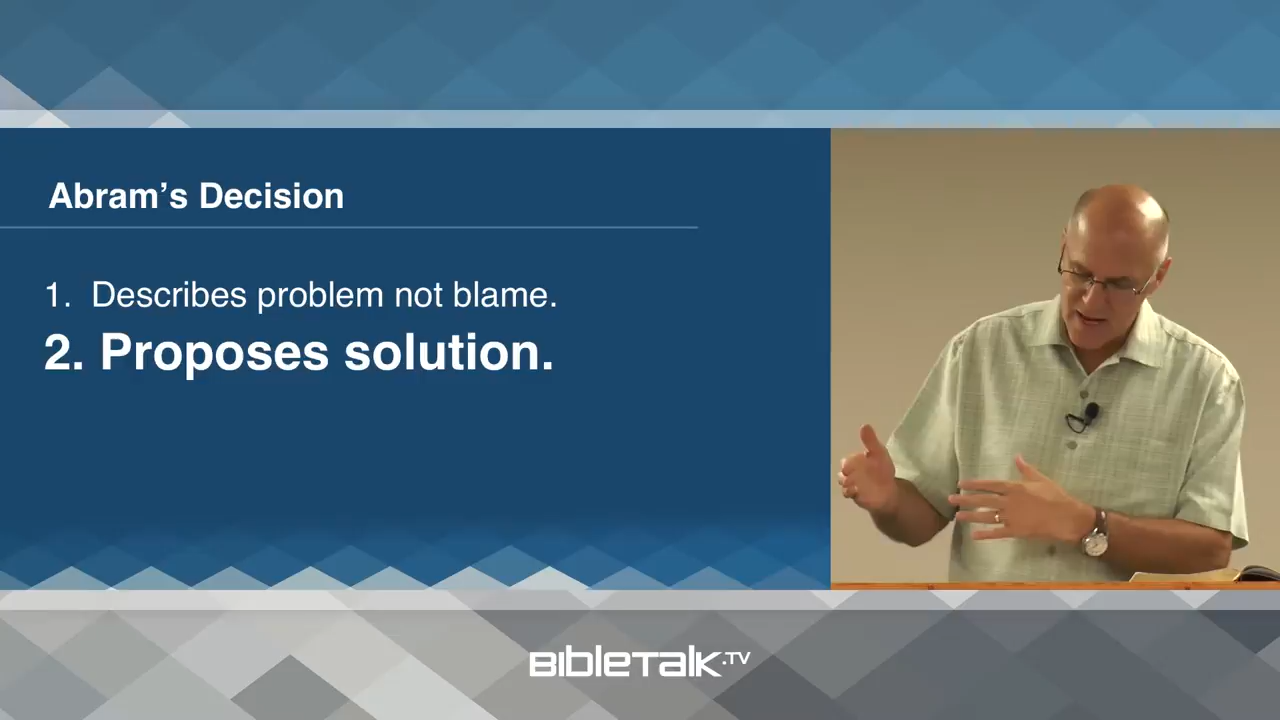 Abram’s Decision
1. Describes problem not blame.
2. Proposes solution.
BIBLETALK.TV